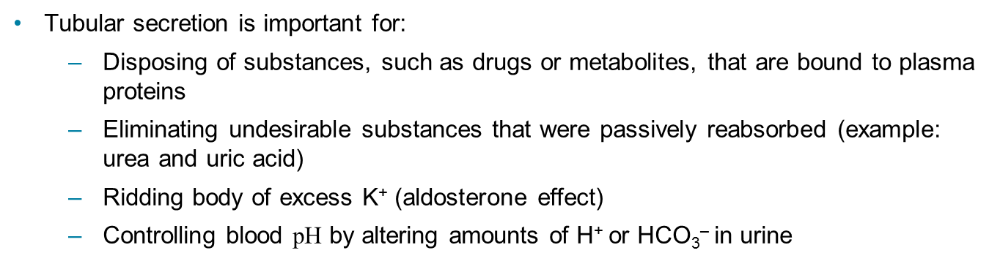 • Tubular secretion is important for:
– Disposing of substances, such as drugs or metabolites, that are bound to plasma
proteins
– Eliminating undesirable substances that were passively reabsorbed (example:
urea and uric acid)
– Ridding body of excess K⁺ (aldosterone effect)
– Controlling blood pH by altering amounts of H⁺ or HCO₃⁻ in urine